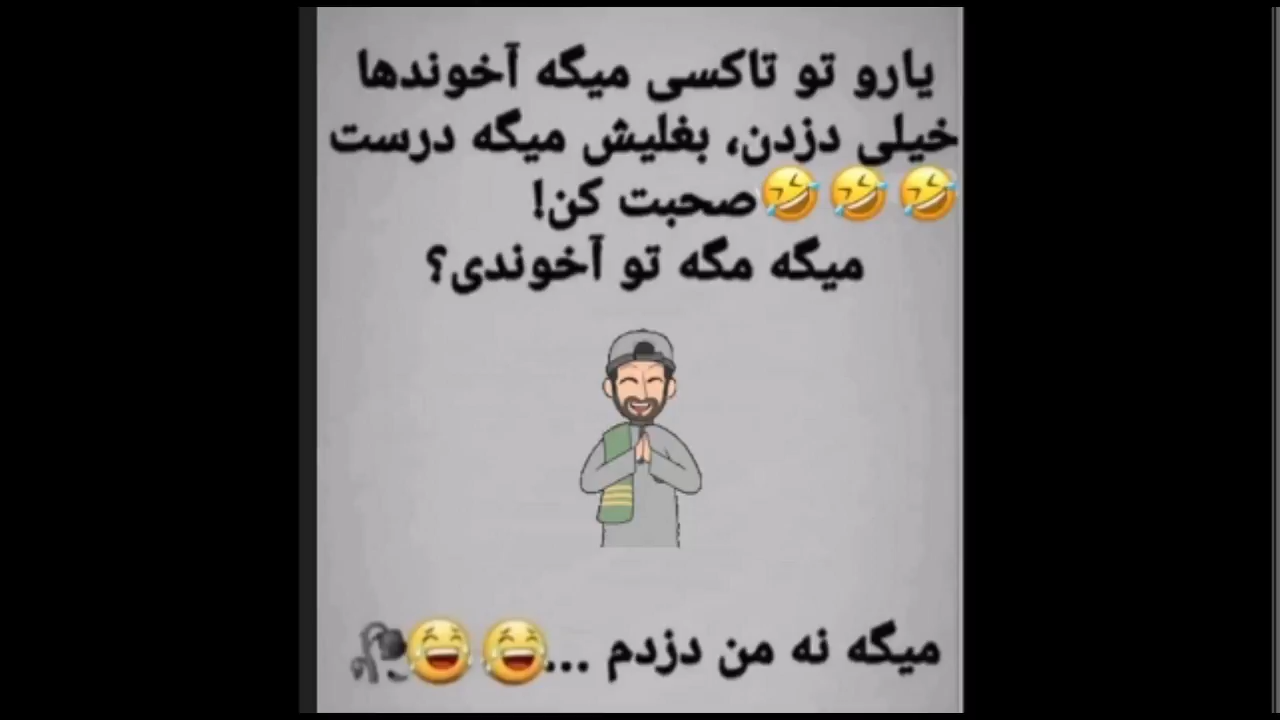 یارو تو تاکسی میگه آخوندها
خیلی دزدن، بغلیش میگه درست
صحبت کن!🤣🤣🤣
میگه مگه تو آخوندی؟
میگه نه من دزدم ...😂😂🥀